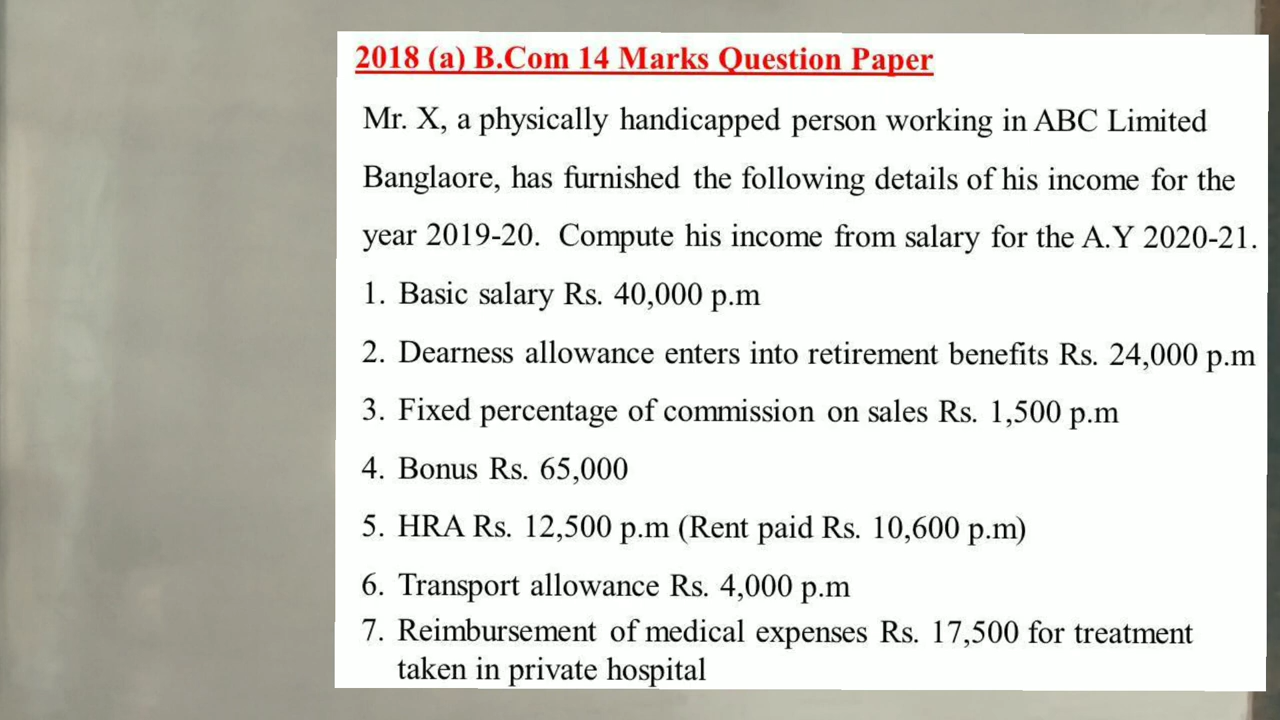 2018 (a) B.Com 14 Marks Question Paper
Mr. X, a physically handicapped person working in ABC Limited
Banglaore, has furnished the following details of his income for the
year 2019-20. Compute his income from salary for the A.Y 2020-21.
1. Basic salary Rs. 40,000 p.m
2. Dearness allowance enters into retirement benefits Rs. 24,000 p.m
3. Fixed percentage of commission on sales Rs. 1,500 p.m
4. Bonus Rs. 65,000
5. HRA Rs. 12,500 p.m (Rent paid Rs. 10,600 p.m)
6. Transport allowance Rs. 4,000 p.m
7. Reimbursement of medical expenses Rs. 17,500 for treatment
taken in private hospital